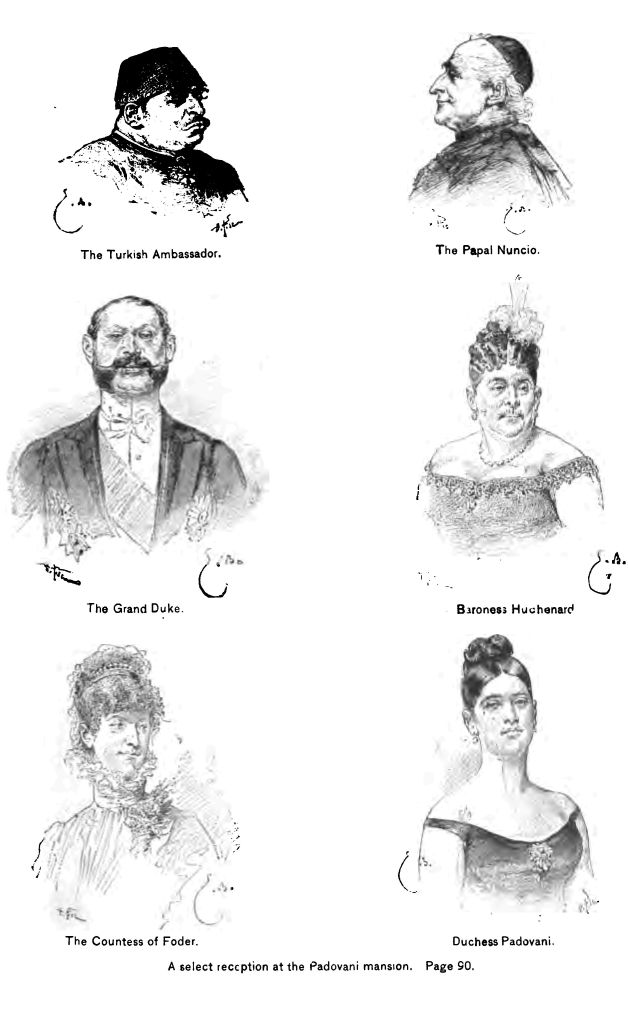 The Turkish Ambassador.
The Papal Nuncio.
The Grand Duke.
Baroness Huchenard
The Countess of Foder.
Duchess Padovani.
A select reception at the Padovani mansion. Page 90.